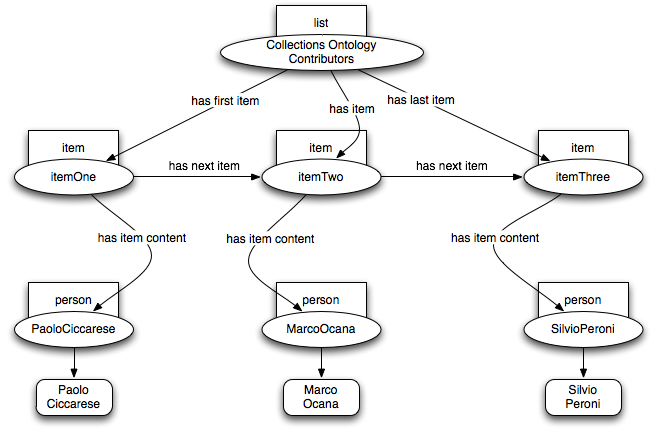 list
Collections Ontology
Contributors
has first item
has item
has last item
item
item
item
itemOne
has next item
itemTwo
has next item
itemThree
has item content
has item content
has item content
person
person
person
PaoloCiccarese
MarcoOcana
SilvioPeroni
Paolo
Ciccarese
Marco
Ocana
Silvio
Peroni